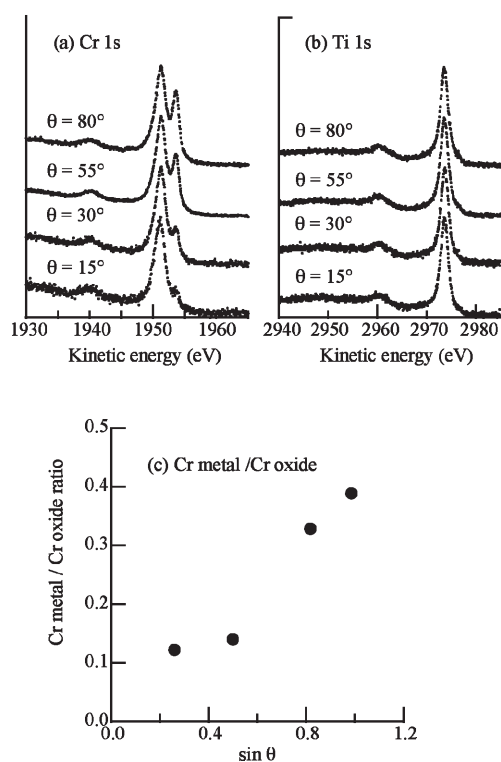 (a) Cr 1s
θ = 80°
θ = 55°
θ = 30°
θ = 15°
1930 1940 1950 1960
Kinetic energy (eV)
(b) Ti 1s
θ = 80°
θ = 55°
θ = 30°
θ = 15°
2940 2950 2960 2970 2980
Kinetic energy (eV)
(c) Cr metal /Cr oxide
Cr metal / Cr oxide ratio
0.5
0.4
0.3
0.2
0.1
0.0
0.0 0.4 0.8 1.2
sin θ